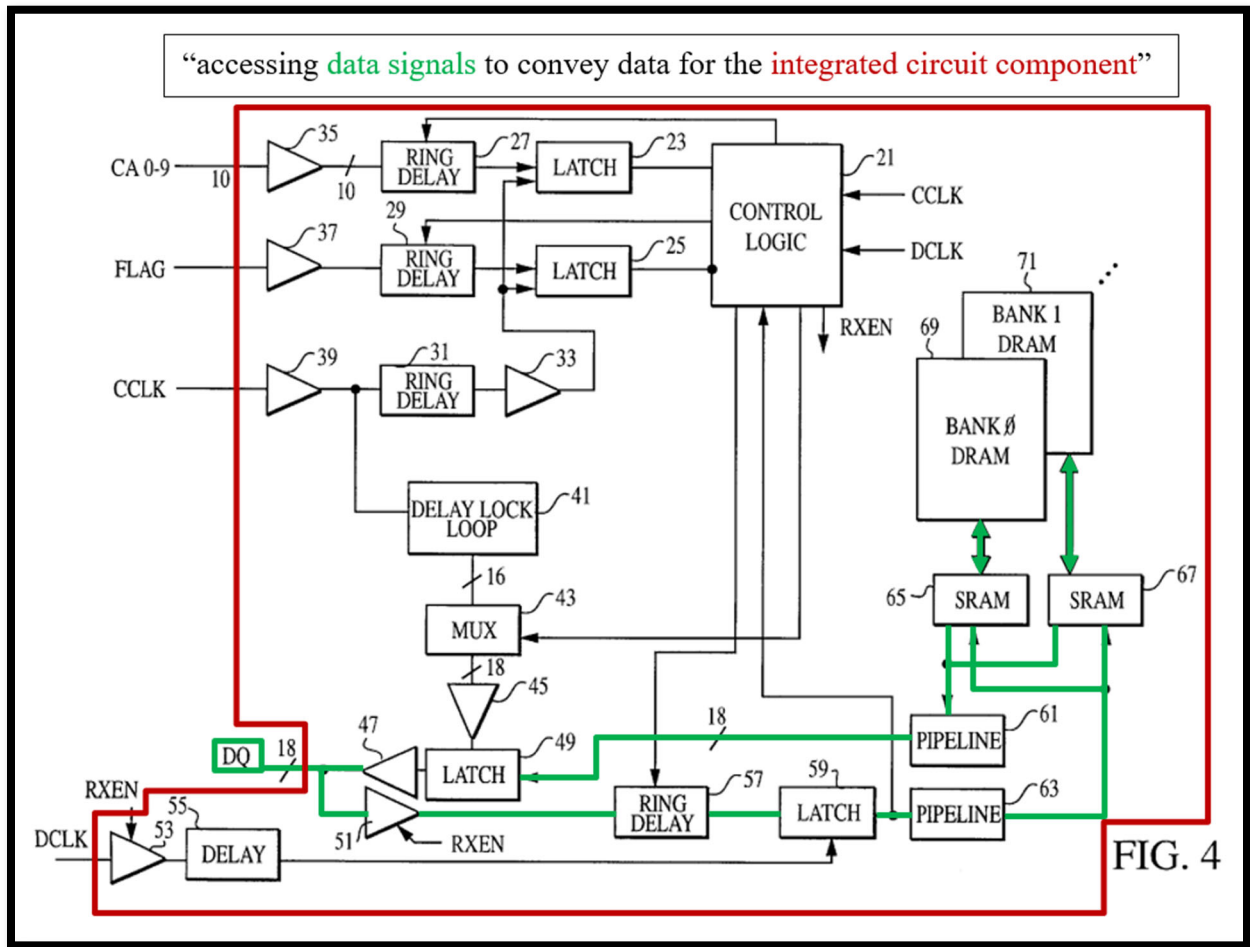 “accessing data signals to convey data for the integrated circuit component”
35
27
23
21
CA 0-9
10
10
RING
DELAY
LATCH
CONTROL
LOGIC
CCLK
DCLK
37
29
25
FLAG
RING
DELAY
LATCH
RXEN
71
BANK 1
DRAM
69
BANK Ø
DRAM
39
31
33
CCLK
RING
DELAY
DELAY LOCK
LOOP
41
16
43
MUX
18
45
65
SRAM
67
SRAM
47
49
LATCH
18
61
PIPELINE
DQ
18
57
59
63
RING
DELAY
LATCH
PIPELINE
51
RXEN
RXEN
53
55
DCLK
DELAY
FIG. 4